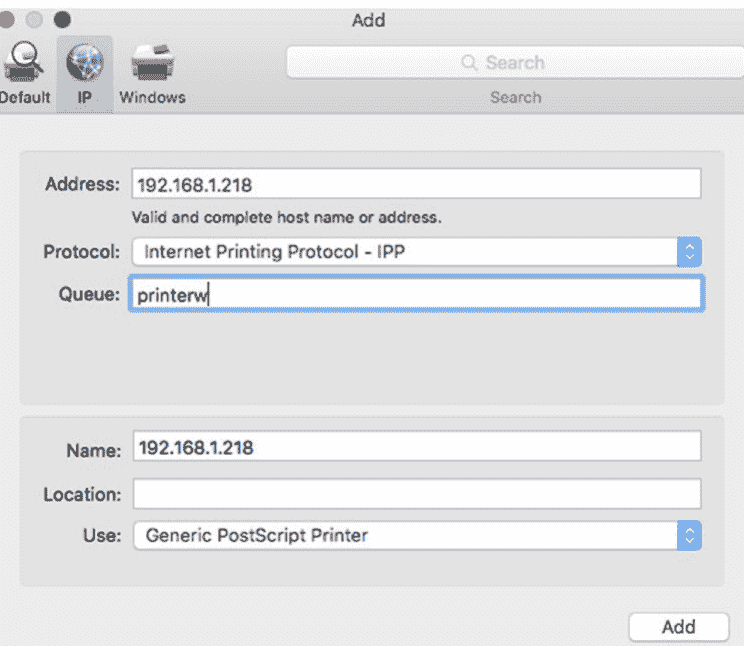 Add
Default IP Windows
Search
Search
Address: 192.168.1.218
Valid and complete host name or address.
Protocol: Internet Printing Protocol - IPP
Queue: printerw
Name: 192.168.1.218
Location:
Use: Generic PostScript Printer
Add